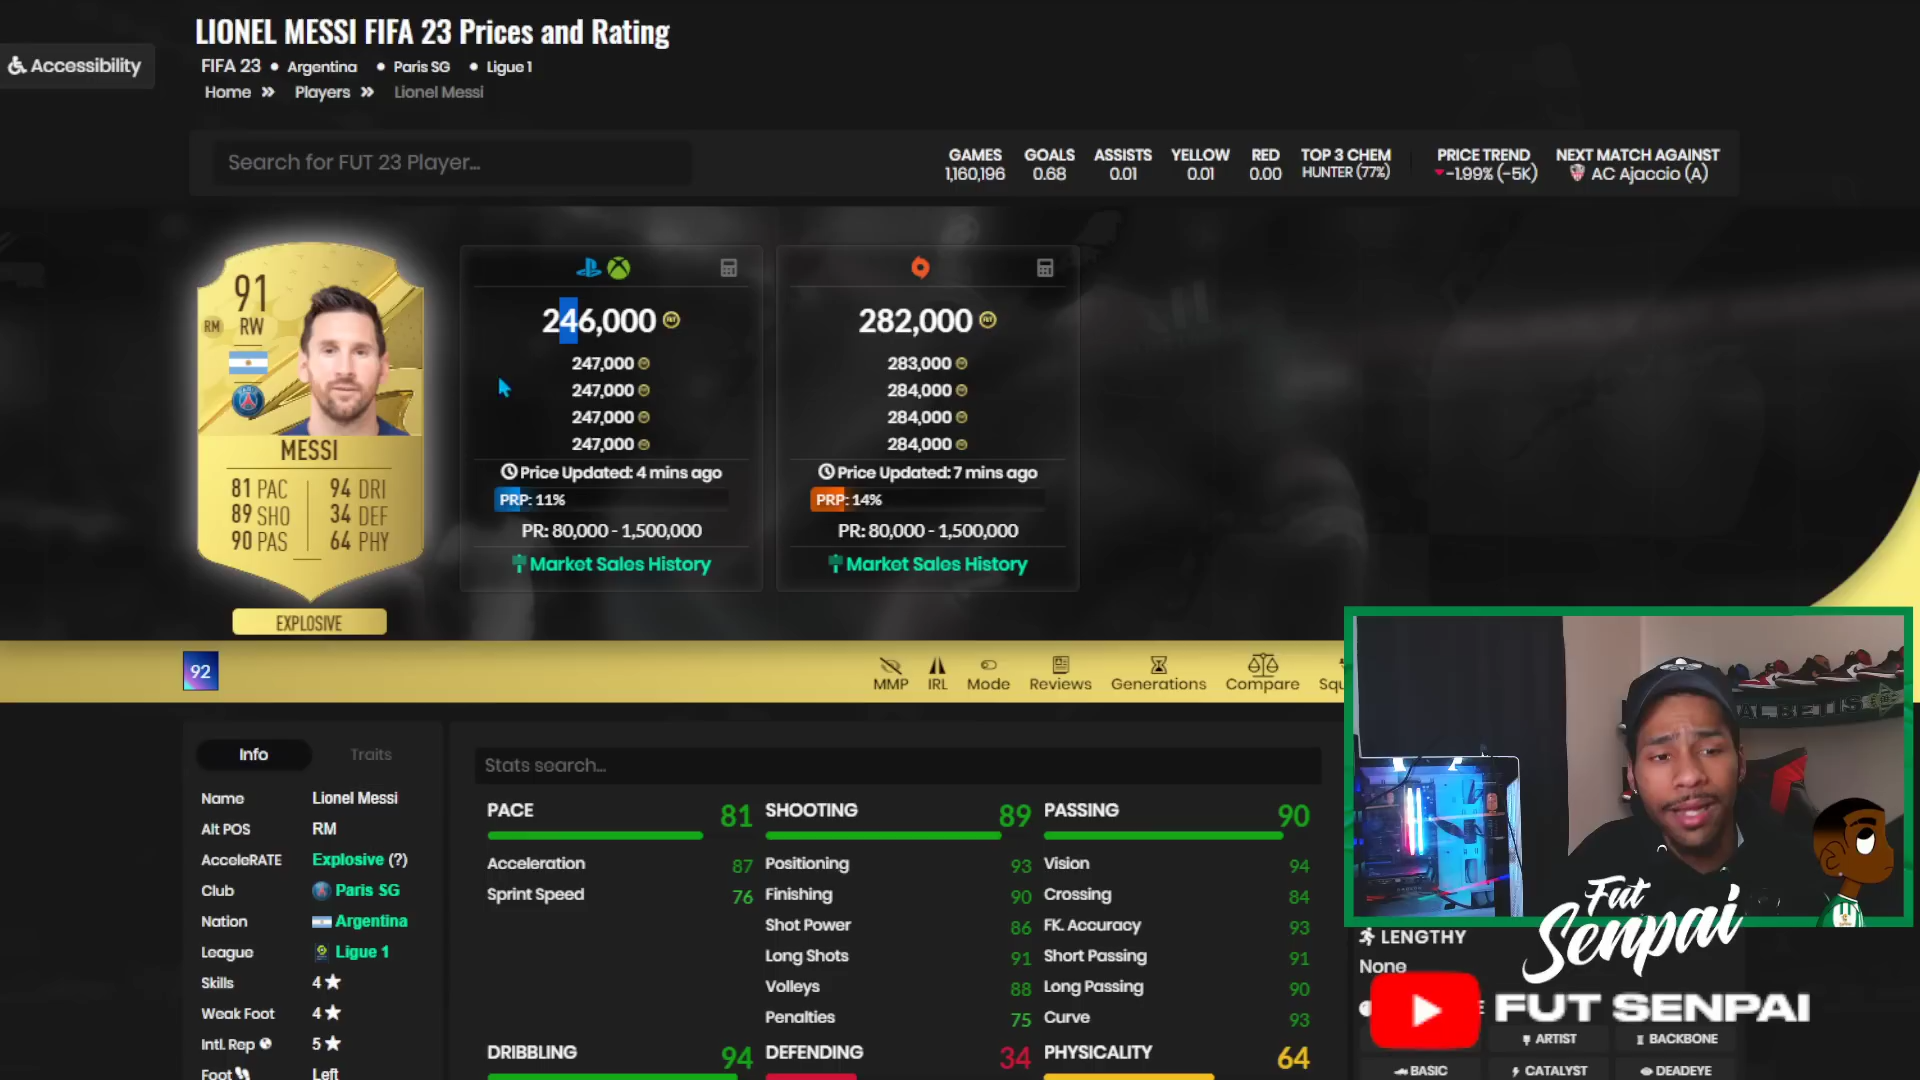 LIONEL MESSI FIFA 23 Prices and Rating
Accessibility
FIFA 23 • Argentina • Paris SG • Ligue 1
Home » Players » Lionel Messi
Search for FUT 23 Player...
GAMES GOALS ASSISTS YELLOW RED TOP 3 CHEM PRICE TREND NEXT MATCH AGAINST
1,160,196 0.68 0.01 0.01 0.00 HUNTER (77%) -1.99% (-5K) AC Ajaccio (A)
91
RM RW
MESSI
81 PAC 94 DRI
89 SHO 34 DEF
90 PAS 64 PHY
EXPLOSIVE
246,000
247,000
247,000
247,000
247,000
Price Updated: 4 mins ago
PRP: 11%
PR: 80,000 - 1,500,000
Market Sales History
282,000
283,000
284,000
284,000
284,000
Price Updated: 7 mins ago
PRP: 14%
PR: 80,000 - 1,500,000
Market Sales History
92
MMP IRL Mode Reviews Generations Compare Squ
Info Traits
Name Lionel Messi
Alt POS RM
AcceleRATE Explosive (?)
Club Paris SG
Nation Argentina
League Ligue 1
Skills 4
Weak Foot 4
Intl. Rep 5
Foot Left
Stats search...
PACE 81
Acceleration 87
Sprint Speed 76
SHOOTING 89
Positioning 93
Finishing 90
Shot Power 86
Long Shots 91
Volleys 88
Penalties 75
PASSING 90
Vision 94
Crossing 84
FK. Accuracy 93
Short Passing 91
Long Passing 90
Curve 93
DRIBBLING 94
DEFENDING 34
PHYSICALITY 64
AL BETIS
Fut
Senpai
LENGTHY
None
FUT SENPAI
ARTIST BACKBONE
BASIC CATALYST DEADEYE